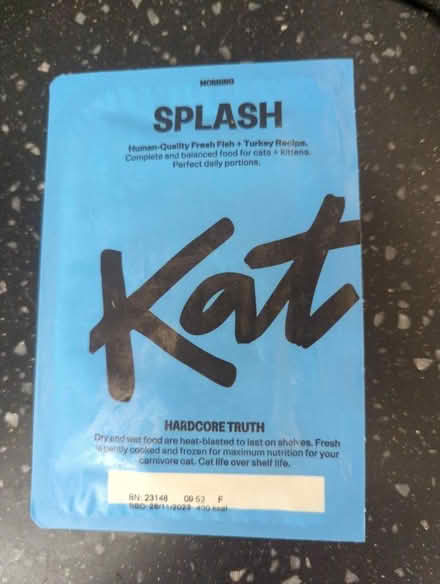 MORNING
SPLASH
Human-Quality Fresh Fish + Turkey Recipe.
Complete and balanced food for cats + kittens.
Perfect daily portions.
Kat
HARDCORE TRUTH
Dry and wet food are heat-blasted to last on shelves. Fresh
is gently cooked and frozen for maximum nutrition for your
carnivore cat. Cat life over shelf life.
BN: 23148 09 53 F
BBD: 28/11/2023 400 kcal